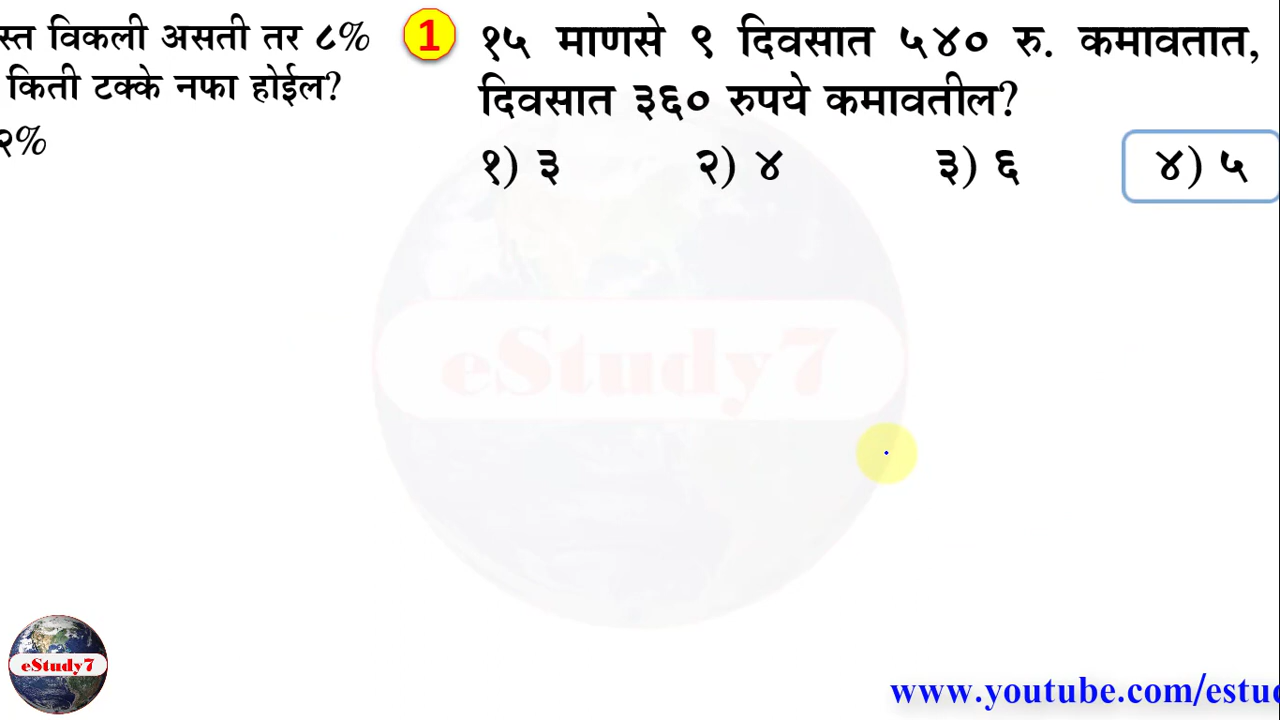 स्त विकली असती तर ८%
किती टक्के नफा होईल?
२%
1
१५ माणसे ९ दिवसात ५४० रु. कमावतात,
दिवसात ३६० रुपये कमावतील?
१) ३ २) ४ ३) ६ ४) ५
eStudy7
eStudy7
www.youtube.com/estud